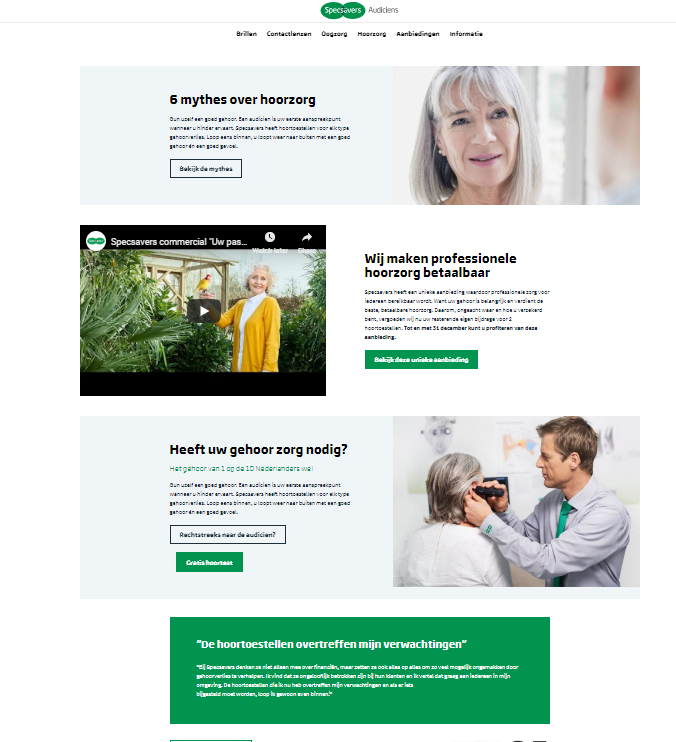 Specsavers Audiciens
Brillen Contactlenzen Oogzorg Hoorzorg Aanbiedingen Informatie
6 mythes over hoorzorg
Gun uzelf een goed gehoor. Een audicien is uw eerste aanspreekpunt
wanneer u hinder ervaart. Specsavers heeft hoortoestellen voor elk type
gehoorverlies. Loop eens binnen, u loopt weer naar buiten met een goed
gehoor én een goed gevoel.
Bekijk de mythes
Specsavers commercial "Uw pas...
Watch later Share
Wij maken professionele
hoorzorg betaalbaar
Specsavers heeft een unieke aanbieding waardoor professionele zorg voor
iedereen bereikbaar wordt. Want uw gehoor is belangrijk en verdient de
beste, betaalbare hoorzorg. Daarom, ongeacht waar en hoe u verzekerd
bent, vergoeden wij nu uw resterende eigen bijdrage voor 2
hoortoestellen. Tot en met 31 december kunt u profiteren van deze
aanbieding.
Bekijk deze unieke aanbieding
Heeft uw gehoor zorg nodig?
Het gehoor van 1 op de 10 Nederlanders wel
Gun uzelf een goed gehoor. Een audicien is uw eerste aanspreekpunt
wanneer u hinder ervaart. Specsavers heeft hoortoestellen voor elk type
gehoorverlies. Loop eens binnen, u loopt weer naar buiten met een goed
gehoor én een goed gevoel.
Rechtstreeks naar de audicien?
Gratis hoortest
"De hoortoestellen overtreffen mijn verwachtingen"
"Bij Specsavers denken ze niet alleen mee over financiën, maar zetten ze ook alles op alles om zo veel mogelijk ongemakken door
gehoorverlies te verhelpen. Ik vind dat ze ongelooflijk betrokken zijn bij hun klanten en ik vertel dat graag aan iedereen in mijn
omgeving. De hoortoestellen die ik nu heb overtreffen mijn verwachtingen en als er iets
bijgesteld moet worden, loop ik gewoon even binnen."